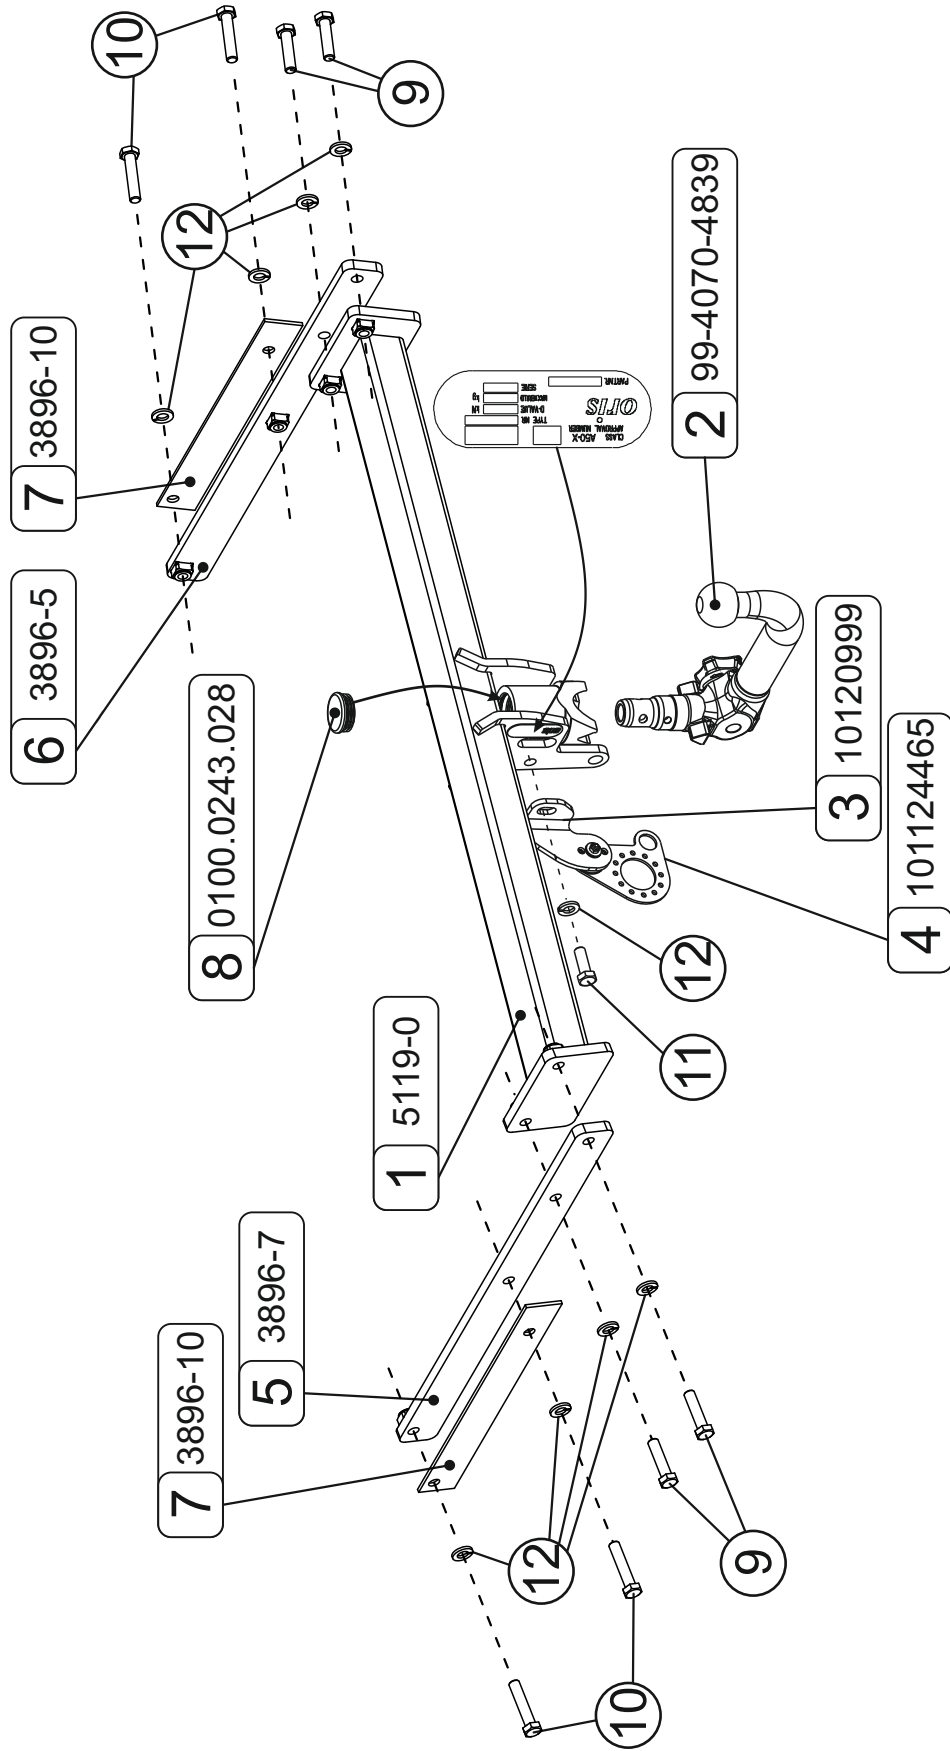 6 3896-5
7 3896-10
10
7 3896-10
12
8 0100.0243.028
5 3896-7
1 5119-0
9
CLASS A50-X
APPROVAL NUMBER
TYPE NR
D-VALUE kN
kg
SERIE
oris
PARTNR.
12
10
11
12
2 99-4070-4839
9
3 10120999
4 101124465